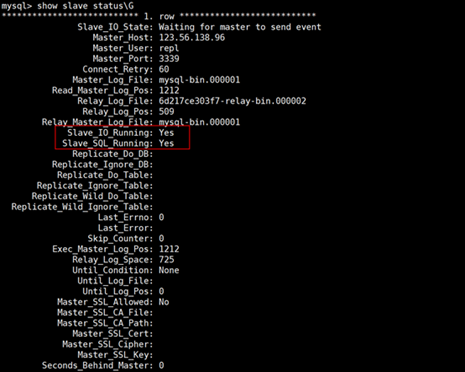 mysql> show slave status\G
*************************** 1. row ***************************
Slave_IO_State: Waiting for master to send event
Master_Host: 123.56.138.96
Master_User: repl
Master_Port: 3339
Connect_Retry: 60
Master_Log_File: mysql-bin.000001
Read_Master_Log_Pos: 1212
Relay_Log_File: 6d217ce303f7-relay-bin.000002
Relay_Log_Pos: 509
Relay_Master_Log_File: mysql-bin.000001
Slave_IO_Running: Yes
Slave_SQL_Running: Yes
Replicate_Do_DB:
Replicate_Ignore_DB:
Replicate_Do_Table:
Replicate_Ignore_Table:
Replicate_Wild_Do_Table:
Replicate_Wild_Ignore_Table:
Last_Errno: 0
Last_Error:
Skip_Counter: 0
Exec_Master_Log_Pos: 1212
Relay_Log_Space: 725
Until_Condition: None
Until_Log_File:
Until_Log_Pos: 0
Master_SSL_Allowed: No
Master_SSL_CA_File:
Master_SSL_CA_Path:
Master_SSL_Cert:
Master_SSL_Cipher:
Master_SSL_Key:
Seconds_Behind_Master: 0